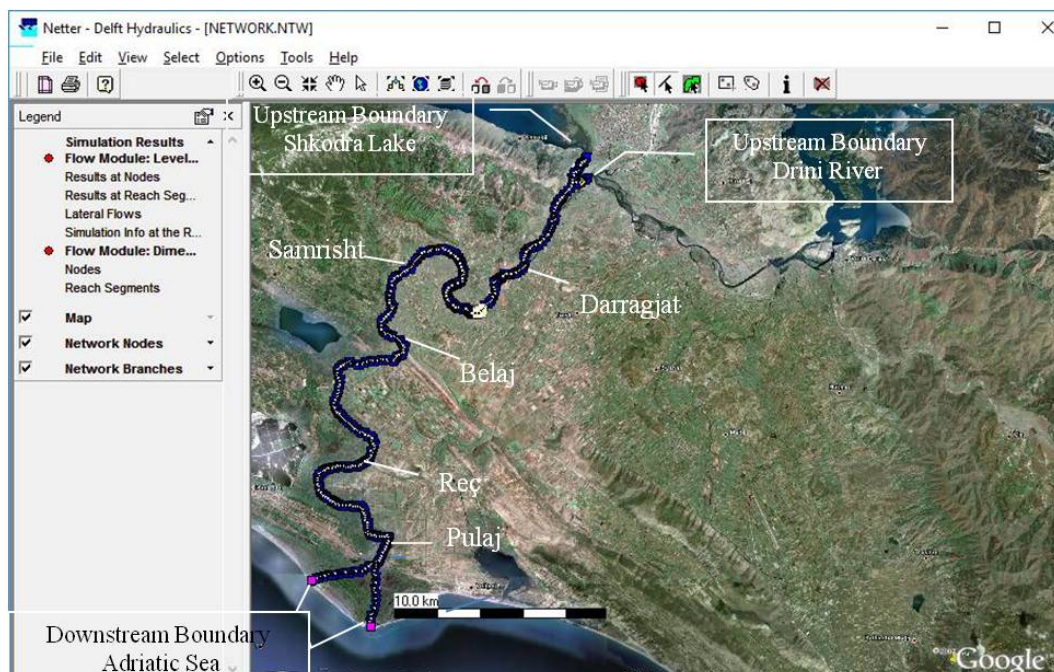 Netter - Delft Hydraulics - [NETWORK.NTW]
File Edit View Select Options Tools Help
Legend
Simulation Results
Flow Module: Level...
Results at Nodes
Results at Reach Seg...
Lateral Flows
Simulation Info at the R...
Flow Module: Dime...
Nodes
Reach Segments
Map
Network Nodes
Network Branches
Upstream Boundary
Shkodra Lake
Upstream Boundary
Drini River
Samrisht
Darragjat
Belaj
Reç
Pulaj
10.0 km
Downstream Boundary
Adriatic Sea
Google